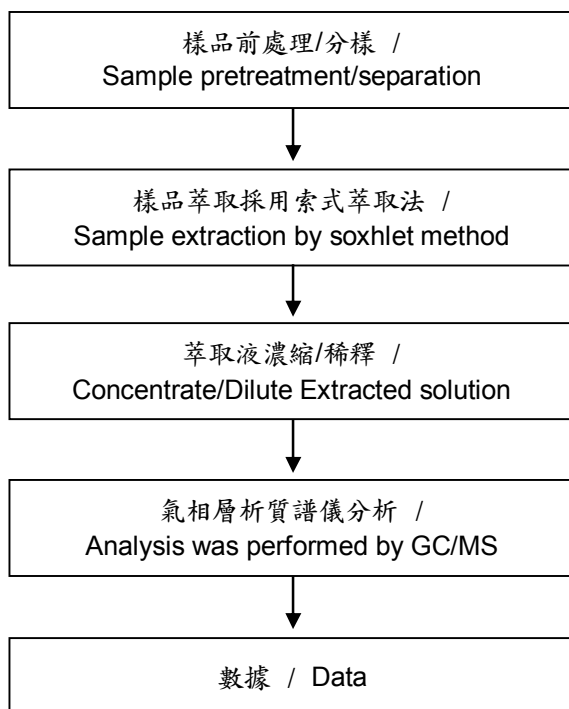 樣品前處理/分樣 /
Sample pretreatment/separation
樣品萃取採用索式萃取法 /
Sample extraction by soxhlet method
萃取液濃縮/稀釋 /
Concentrate/Dilute Extracted solution
氣相層析質譜儀分析 /
Analysis was performed by GC/MS
數據 / Data